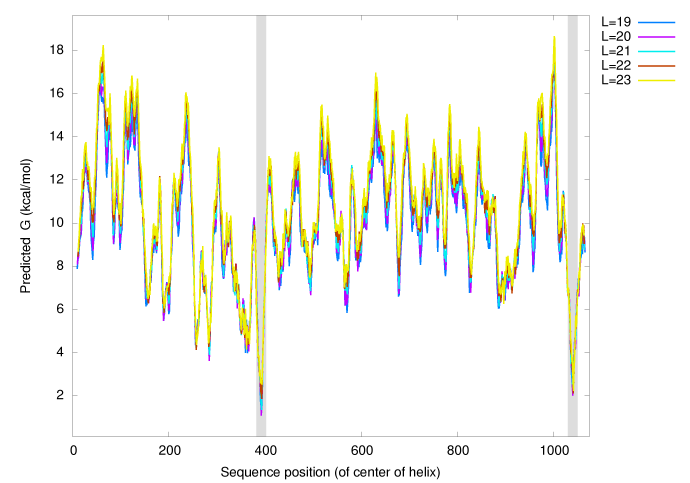 L=19
L=20
L=21
L=22
L=23
18
16
14
12
10
8
6
4
2
Predicted G (kcal/mol)
0 200 400 600 800 1000
Sequence position (of center of helix)